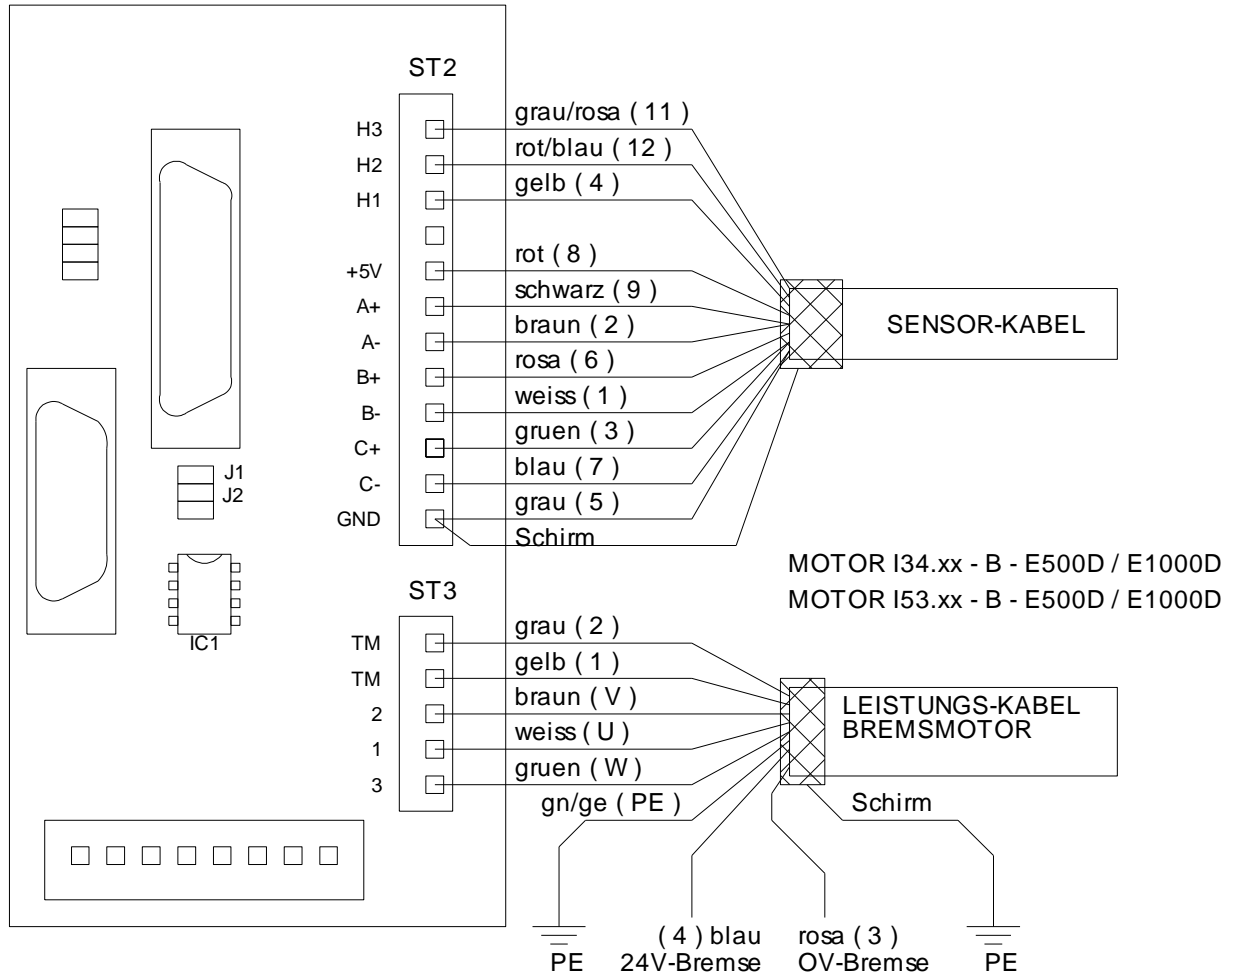 ST2
H3 grau/rosa ( 11 )
H2 rot/blau ( 12 )
H1 gelb ( 4 )
+5V rot ( 8 )
A+ schwarz ( 9 )
A- braun ( 2 )
B+ rosa ( 6 )
B- weiss ( 1 )
C+ gruen ( 3 )
C- blau ( 7 )
GND grau ( 5 )
Schirm
SENSOR-KABEL
J1
J2
IC1
MOTOR I34.xx - B - E500D / E1000D
MOTOR I53.xx - B - E500D / E1000D
ST3
TM grau ( 2 )
TM gelb ( 1 )
2 braun ( V )
1 weiss ( U )
3 gruen ( W )
gn/ge ( PE )
LEISTUNGS-KABEL
BREMSMOTOR
Schirm
PE
( 4 ) blau
24V-Bremse
rosa ( 3 )
OV-Bremse
PE